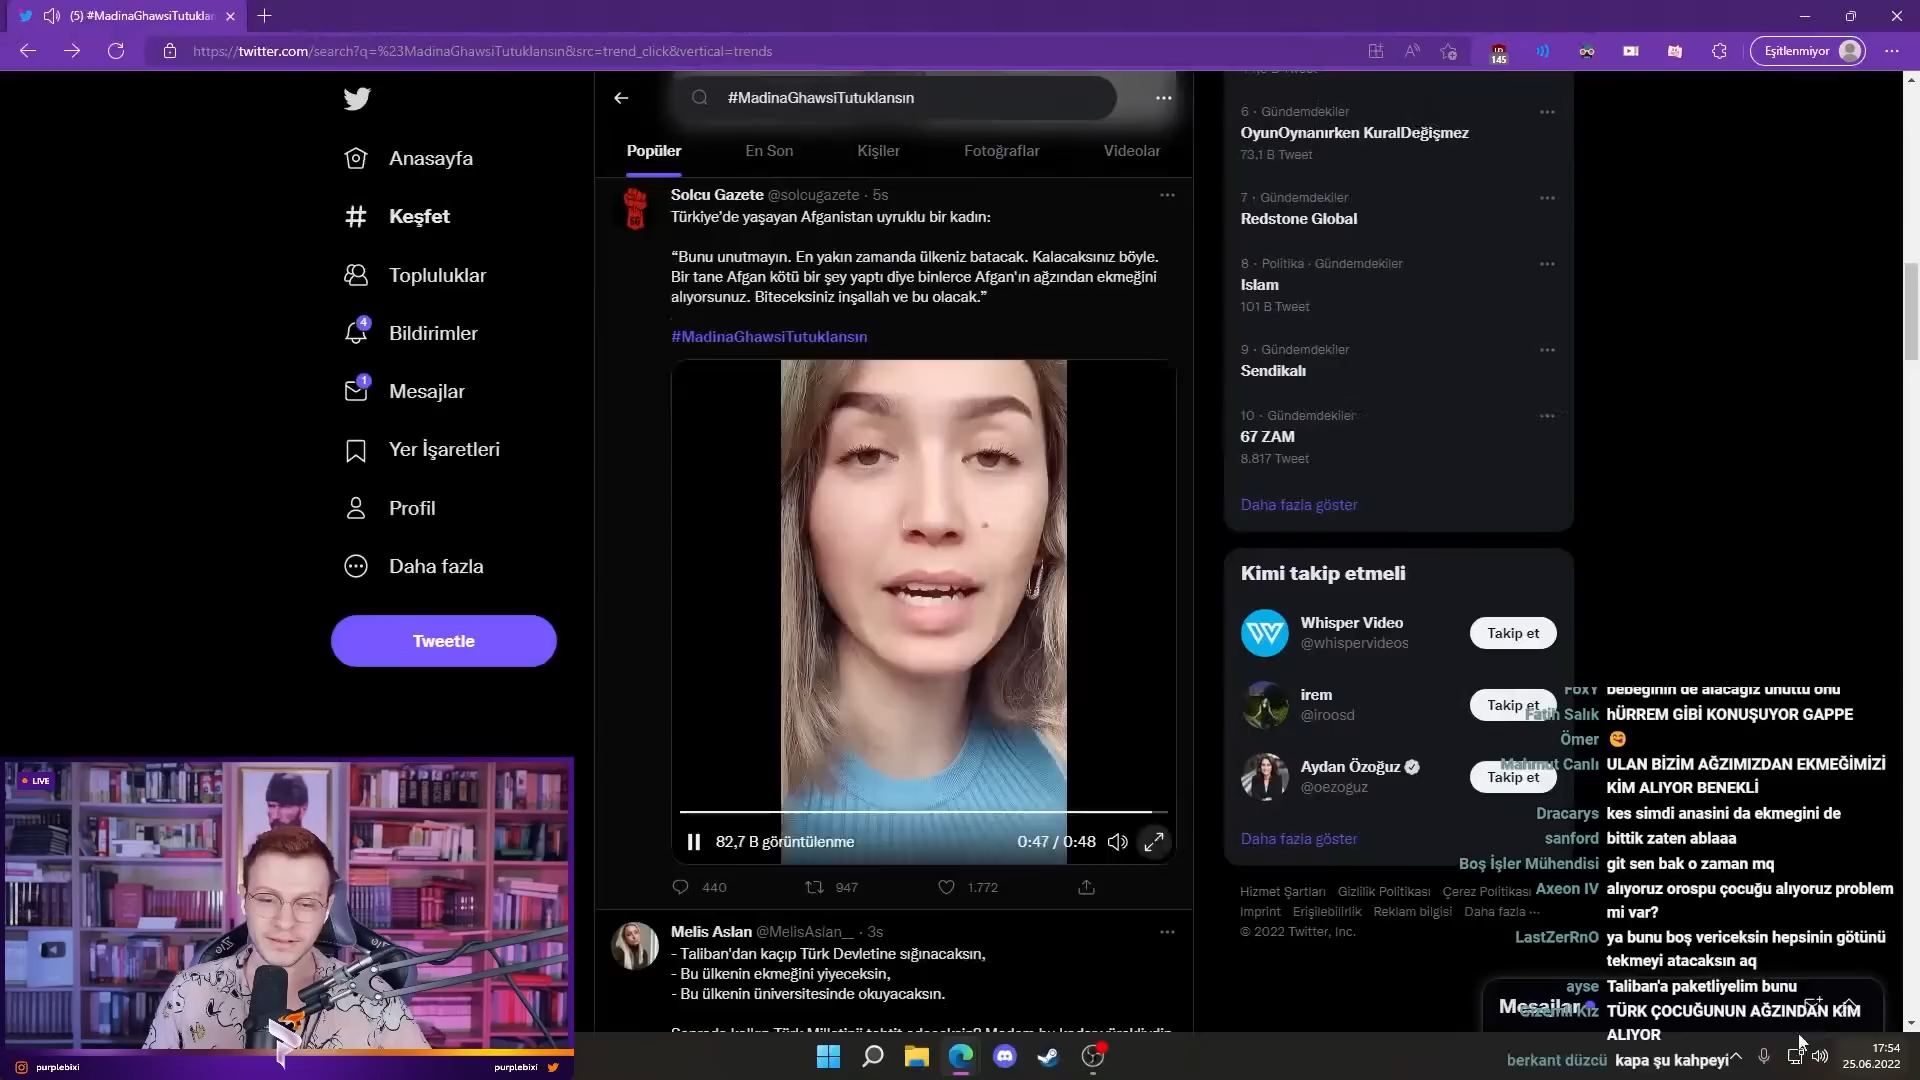 (5) #MadinaGhawsiTutuklan
https://twitter.com/search?q=%23MadinaGhawsiTutuklansın&src=trend_click&vertical=trends
145
Eşitlenmiyor
Anasayfa
Keşfet
Topluluklar
4
Bildirimler
1
Mesajlar
Yer İşaretleri
Profil
Daha fazla
Tweetle
#MadinaGhawsiTutuklansın
Popüler
En Son
Kişiler
Fotoğraflar
Videolar
Solcu Gazete @solcugazete · 5s
Türkiye’de yaşayan Afganistan uyruklu bir kadın:
“Bunu unutmayın. En yakın zamanda ülkeniz batacak. Kalacaksınız böyle.
Bir tane Afgan kötü bir şey yaptı diye binlerce Afgan'ın ağzından ekmeğini
alıyorsunuz. Biteceksiniz inşallah ve bu olacak.”
#MadinaGhawsiTutuklansın
82,7 B görüntülenme
0:47 / 0:48
440
947
1.772
Melis Aslan @MelisAslan__ · 3s
- Taliban'dan kaçıp Türk Devletine sığınacaksın,
- Bu ülkenin ekmeğini yiyeceksin,
- Bu ülkenin üniversitesinde okuyacaksın.
6 · Gündemdekiler
OyunOynanırken KuralDeğişmez
73,1 B Tweet
7 · Gündemdekiler
Redstone Global
8 · Politika · Gündemdekiler
Islam
101 B Tweet
9 · Gündemdekiler
Sendikalı
10 · Gündemdekiler
67 ZAM
8.817 Tweet
Daha fazla göster
Kimi takip etmeli
Whisper Video
@whispervideos
Takip et
irem
@iroosd
Takip et
Aydan Özoğuz
@oezoguz
Takip et
Daha fazla göster
Hizmet Şartları Gizlilik Politikası Çerez Politikası
Imprint Erişilebilirlik Reklam bilgisi Daha fazla ···
© 2022 Twitter, Inc.
Mesajlar
FoxY bebeğinin de alacağız unuttu onu
Fatih Salık hÜRREM GİBİ KONUŞUYOR GAPPE
Ömer 😋
Mahmut Canlı ULAN BİZİM AĞZIMIZDAN EKMEĞİMİZİ
KİM ALIYOR BENEKLİ
Dracarys kes simdi anasini da ekmegini de
sanford bittik zaten ablaaa
Boş İşler Mühendisi git sen bak o zaman mq
Axeon IV alıyoruz orospu çocuğu alıyoruz problem
mi var?
LastZerRnO ya bunu boş vericeksin hepsinin götünü
tekmeyi atacaksın aq
ayse Taliban'a paketliyelim bunu
TÜRK ÇOCUĞUNUN AĞZINDAN KİM
ALIYOR
berkant düzcü kapa şu kahpeyi
LIVE
purplebixi
purplebixi
17:54
25.06.2022